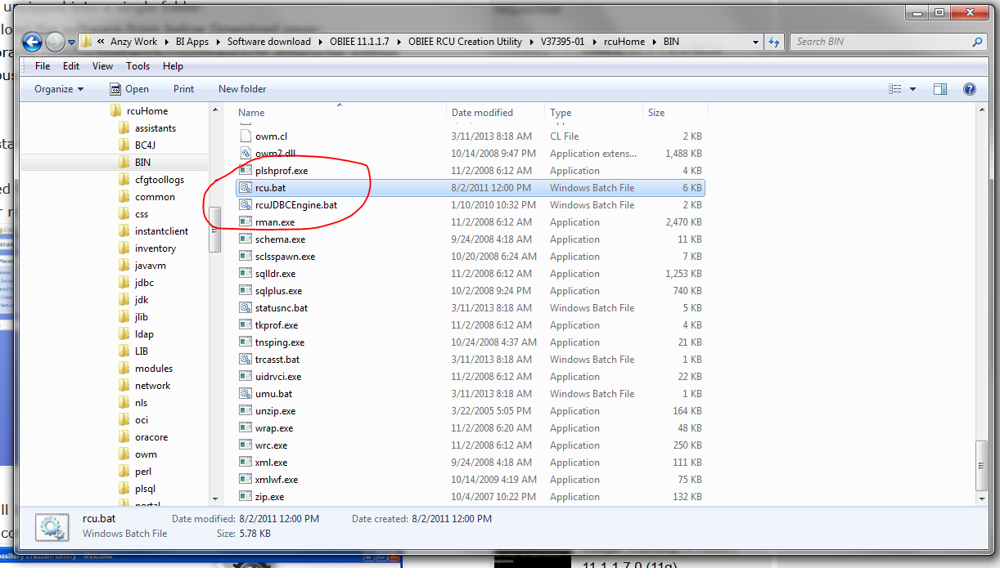 « Anzy Work ▸ BI Apps ▸ Software download ▸ OBIEE 11.1.1.7 ▸ OBIEE RCU Creation Utility ▸ V37395-01 ▸ rcuHome ▸ BIN
Search BIN
File Edit View Tools Help
Organize Open Print New folder
rcuHome
assistants
BC4J
BIN
cfgtoollogs
common
css
instantclient
inventory
javavm
jdbc
jdk
jlib
ldap
LIB
modules
network
nls
oci
oracore
owm
perl
plsql
portal
Name Date modified Type Size
owm.cl 3/11/2013 8:18 AM CL File 2 KB
owm2.dll 10/14/2008 9:47 PM Application extens... 1,488 KB
plshprof.exe 11/2/2008 6:12 AM Application 4 KB
rcu.bat 8/2/2011 12:00 PM Windows Batch File 6 KB
rcuJDBCEngine.bat 1/10/2010 10:32 PM Windows Batch File 2 KB
rman.exe 11/2/2008 6:12 AM Application 2,470 KB
schema.exe 9/24/2008 4:18 AM Application 11 KB
sclsspawn.exe 10/20/2008 6:24 AM Application 7 KB
sqlldr.exe 11/2/2008 6:12 AM Application 1,253 KB
sqlplus.exe 10/2/2008 9:24 PM Application 740 KB
statusnc.bat 3/11/2013 8:18 AM Windows Batch File 5 KB
tkprof.exe 11/2/2008 6:12 AM Application 4 KB
tnsping.exe 10/24/2008 4:37 AM Application 21 KB
trcasst.bat 3/11/2013 8:18 AM Windows Batch File 1 KB
uidrvci.exe 11/2/2008 6:12 AM Application 22 KB
umu.bat 3/11/2013 8:18 AM Windows Batch File 1 KB
unzip.exe 3/22/2005 5:05 PM Application 164 KB
wrap.exe 11/2/2008 6:20 AM Application 48 KB
wrc.exe 11/2/2008 6:12 AM Application 250 KB
xml.exe 9/24/2008 4:18 AM Application 111 KB
xmlwf.exe 10/14/2009 4:19 AM Application 75 KB
zip.exe 10/4/2007 10:22 PM Application 132 KB
rcu.bat Date modified: 8/2/2011 12:00 PM Date created: 8/2/2011 12:00 PM
Windows Batch File Size: 5.78 KB
11.1.1.7.0 (11g)